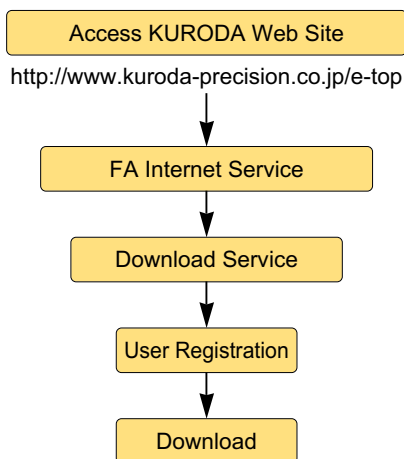 Access KURODA Web Site
http://www.kuroda-precision.co.jp/e-top
FA Internet Service
Download Service
User Registration
Download